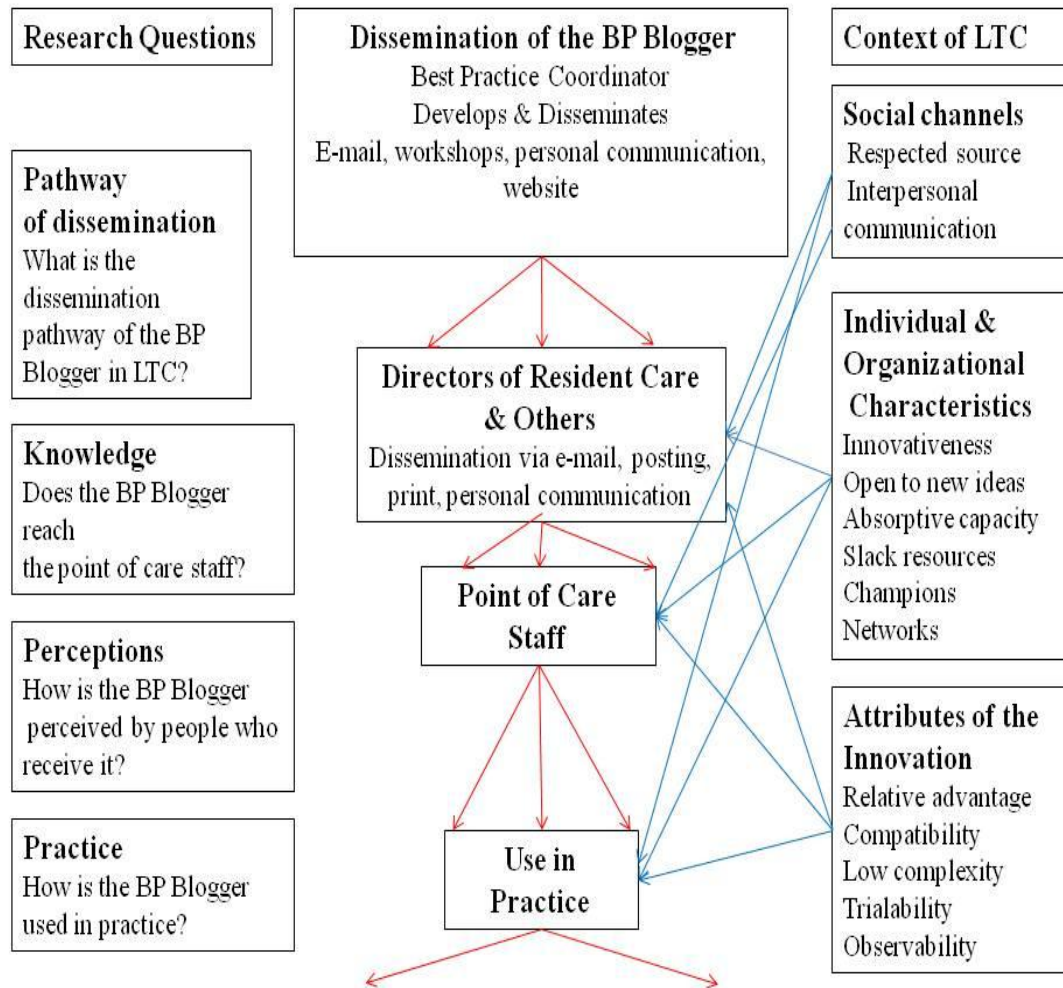 Research Questions
Pathway
of dissemination
What is the
dissemination
pathway of the BP
Blogger in LTC?
Knowledge
Does the BP Blogger
reach
the point of care staff?
Perceptions
How is the BP Blogger
perceived by people who
receive it?
Practice
How is the BP Blogger
used in practice?
Dissemination of the BP Blogger
Best Practice Coordinator
Develops & Disseminates
E-mail, workshops, personal communication,
website
Directors of Resident Care
& Others
Dissemination via e-mail, posting,
print, personal communication
Point of Care
Staff
Use in
Practice
Context of LTC
Social channels
Respected source
Interpersonal
communication
Individual &
Organizational
Characteristics
Innovativeness
Open to new ideas
Absorptive capacity
Slack resources
Champions
Networks
Attributes of the
Innovation
Relative advantage
Compatibility
Low complexity
Trialability
Observability